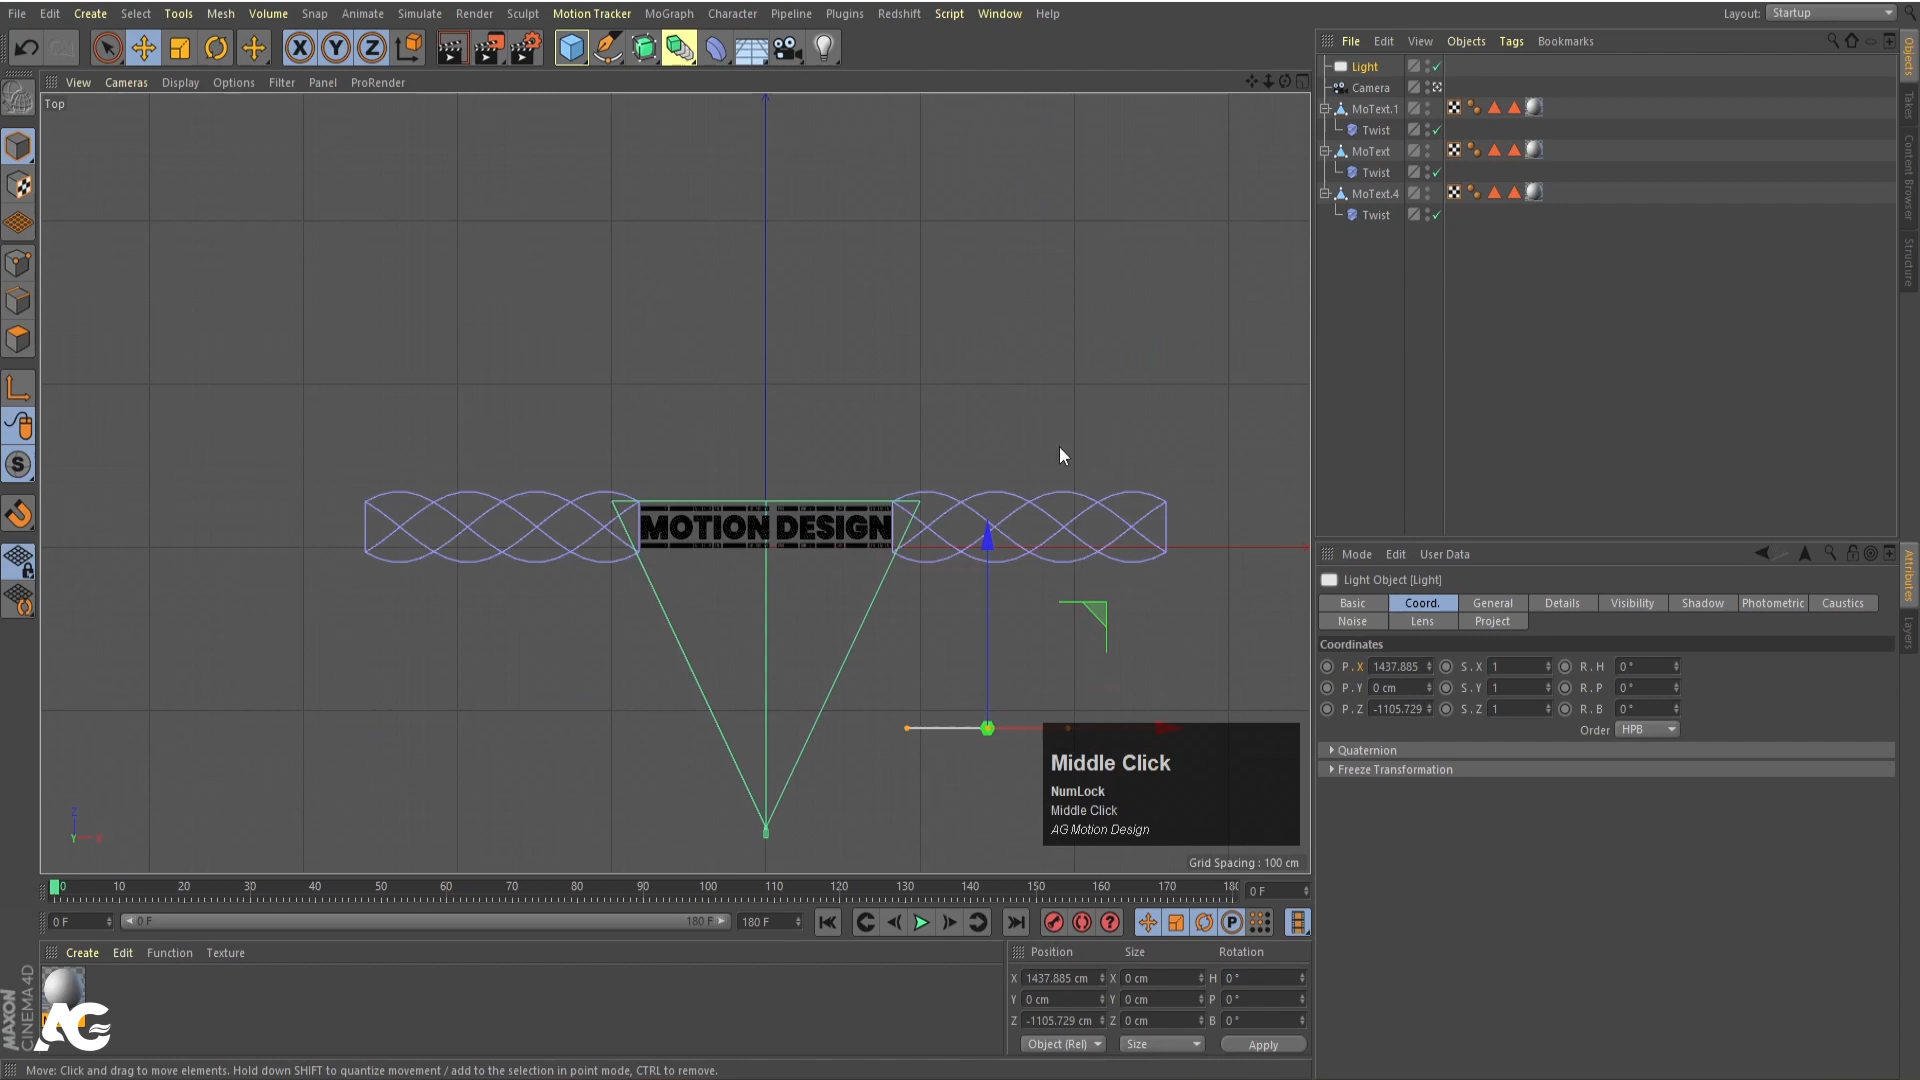 File Edit Create Select Tools Mesh Volume Snap Animate Simulate Render Sculpt Motion Tracker MoGraph Character Pipeline Plugins Redshift Script Window Help Layout: Startup
X Y Z
File Edit View Objects Tags Bookmarks
View Cameras Display Options Filter Panel ProRender
Top
Light
Camera
MoText.1
Twist
MoText
Twist
MoText.4
Twist
Objects
Takes
Content Browser
Structure
S
MOTION DESIGN
Z
Y
X
Middle Click
NumLock
Middle Click
AG Motion Design
Grid Spacing : 100 cm
Mode Edit User Data
Light Object [Light]
Basic Coord. General Details Visibility Shadow Photometric Caustics
Noise Lens Project
Coordinates
P . X 1437.885 S . X 1 R . H 0 °
P . Y 0 cm S . Y 1 R . P 0 °
P . Z -1105.729 S . Z 1 R . B 0 °
Order HPB
Quaternion
Freeze Transformation
Attributes
Layers
0 10 20 30 40 50 60 70 80 90 100 110 120 130 140 150 160 170 180 0 F
0 F 0 F 180 F 180 F P
Create Edit Function Texture
Position Size Rotation
X 1437.885 cm X 0 cm H 0 °
Y 0 cm Y 0 cm P 0 °
Z -1105.729 cm Z 0 cm B 0 °
Object (Rel) Size Apply
MAXON
CINEMA 4D
AG
Move: Click and drag to move elements. Hold down SHIFT to quantize movement / add to the selection in point mode, CTRL to remove.